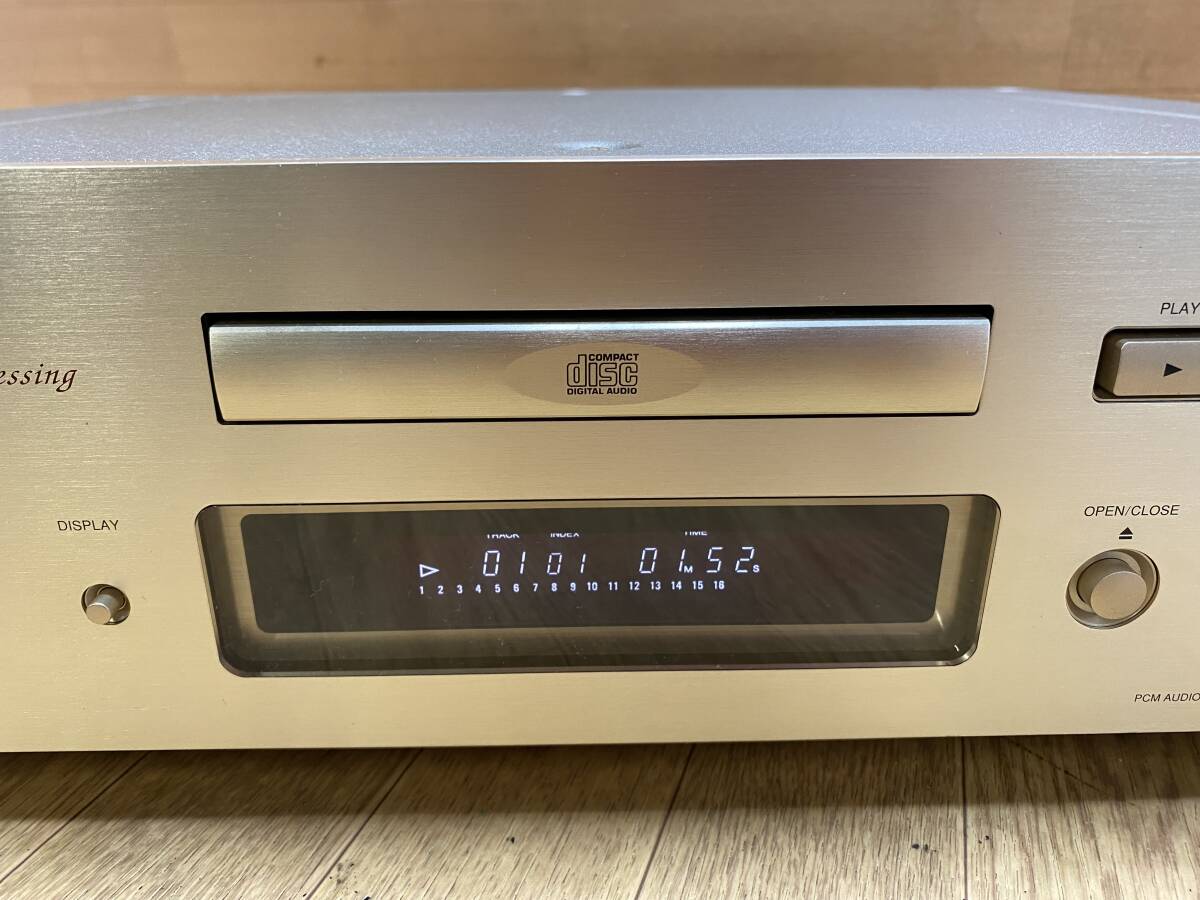 PLAY
COMPACT
disc
DIGITAL AUDIO
DISPLAY
OPEN/CLOSE
TRACK INDEX TIME
01 01 01M 52S
1 2 3 4 5 6 7 8 9 10 11 12 13 14 15 16
PCM AUDIO